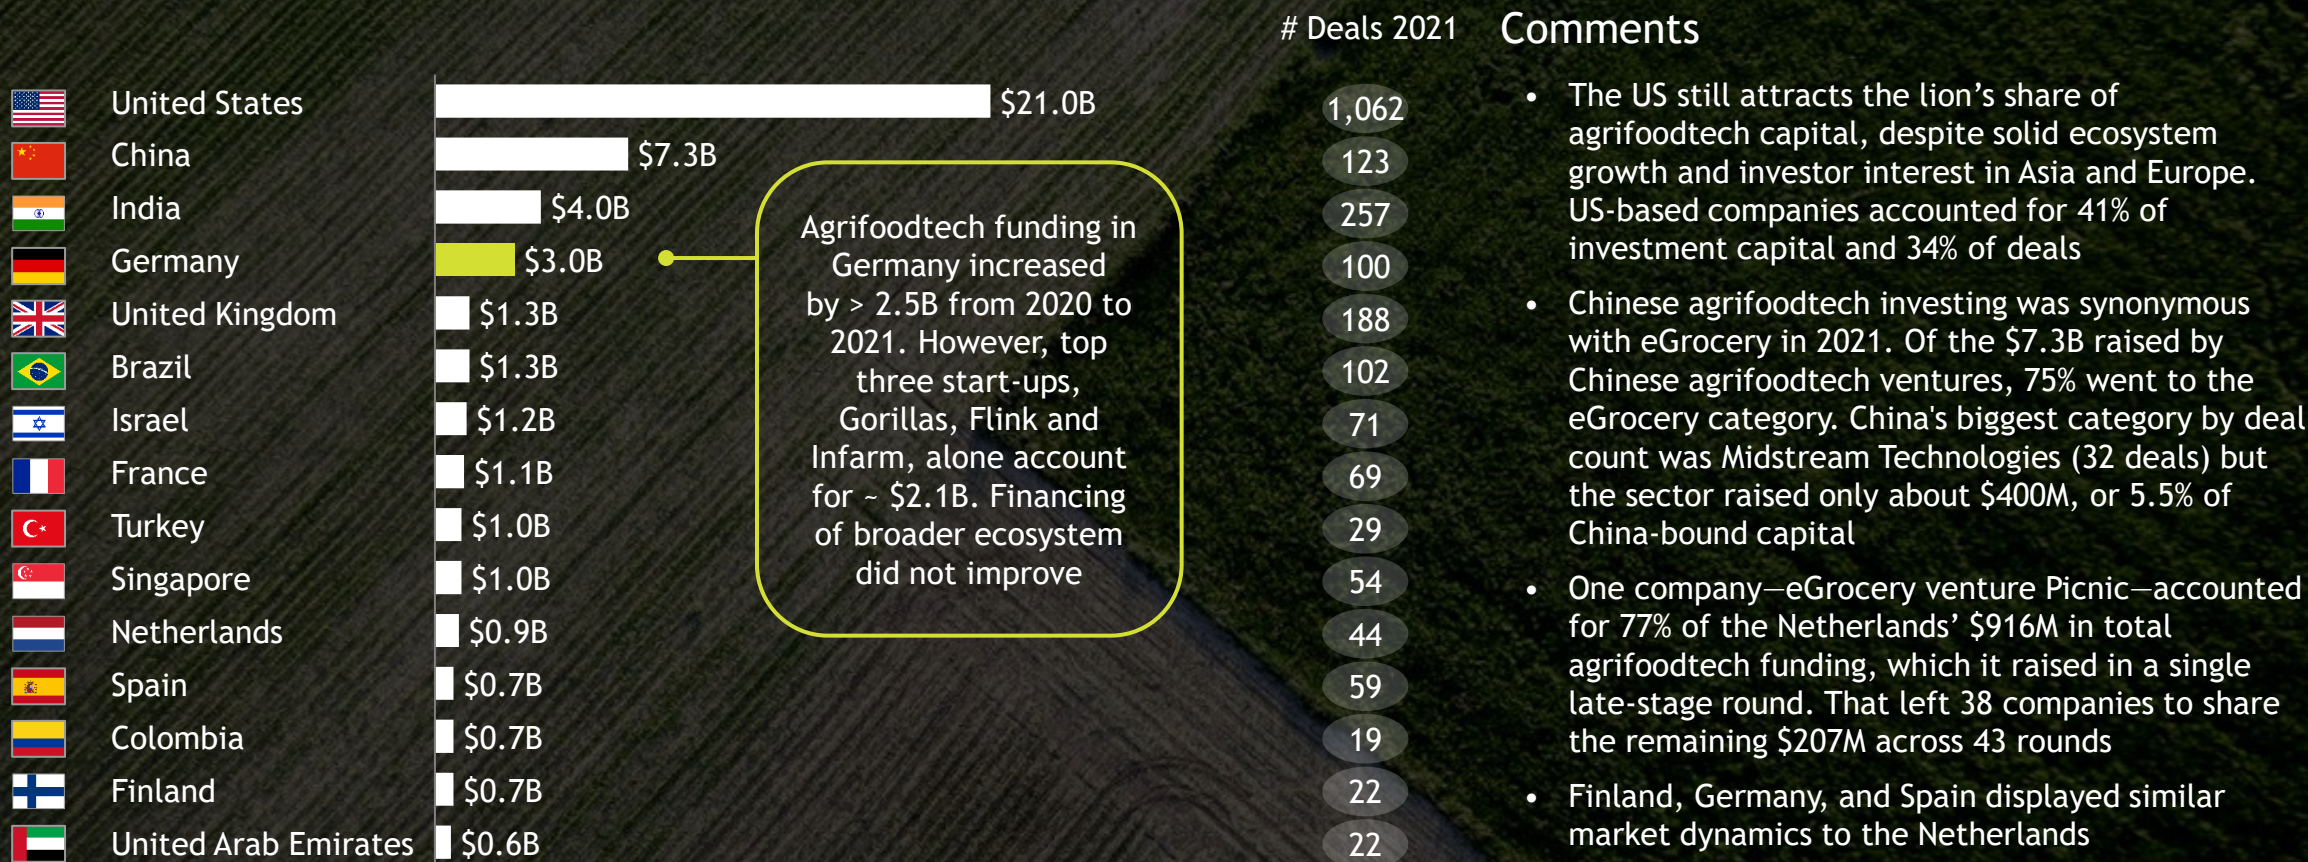 # Deals 2021
United States $21.0B 1,062
China $7.3B 123
India $4.0B 257
Germany $3.0B 100
United Kingdom $1.3B 188
Brazil $1.3B 102
Israel $1.2B 71
France $1.1B 69
Turkey $1.0B 29
Singapore $1.0B 54
Netherlands $0.9B 44
Spain $0.7B 59
Colombia $0.7B 19
Finland $0.7B 22
United Arab Emirates $0.6B 22
Agrifoodtech funding in
Germany increased
by > 2.5B from 2020 to
2021. However, top
three start-ups,
Gorillas, Flink and
Infarm, alone account
for ~ $2.1B. Financing
of broader ecosystem
did not improve
Comments
• The US still attracts the lion’s share of
agrifoodtech capital, despite solid ecosystem
growth and investor interest in Asia and Europe.
US-based companies accounted for 41% of
investment capital and 34% of deals
• Chinese agrifoodtech investing was synonymous
with eGrocery in 2021. Of the $7.3B raised by
Chinese agrifoodtech ventures, 75% went to the
eGrocery category. China's biggest category by deal
count was Midstream Technologies (32 deals) but
the sector raised only about $400M, or 5.5% of
China-bound capital
• One company—eGrocery venture Picnic—accounted
for 77% of the Netherlands’ $916M in total
agrifoodtech funding, which it raised in a single
late-stage round. That left 38 companies to share
the remaining $207M across 43 rounds
• Finland, Germany, and Spain displayed similar
market dynamics to the Netherlands